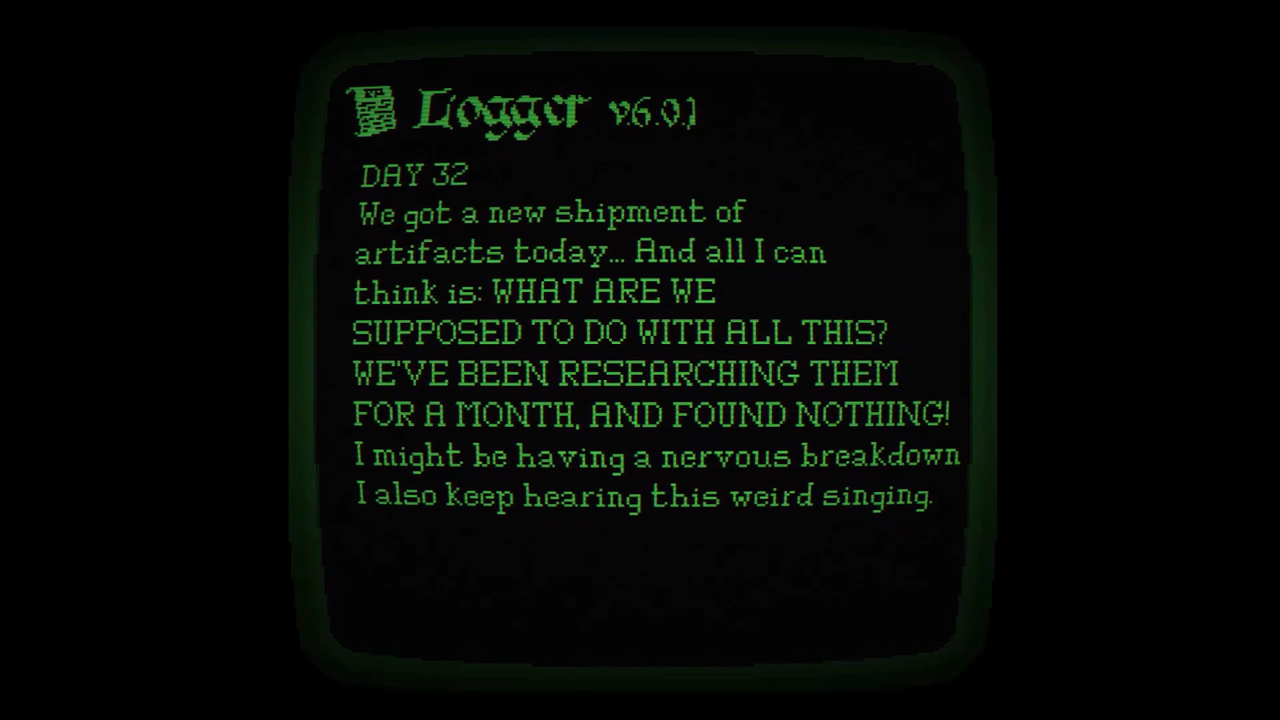 Logger v.6.0.1
DAY 32
We got a new shipment of
artifacts today... And all I can
think is: WHAT ARE WE
SUPPOSED TO DO WITH ALL THIS?
WE'VE BEEN RESEARCHING THEM
FOR A MONTH, AND FOUND NOTHING!
I might be having a nervous breakdown
I also keep hearing this weird singing.